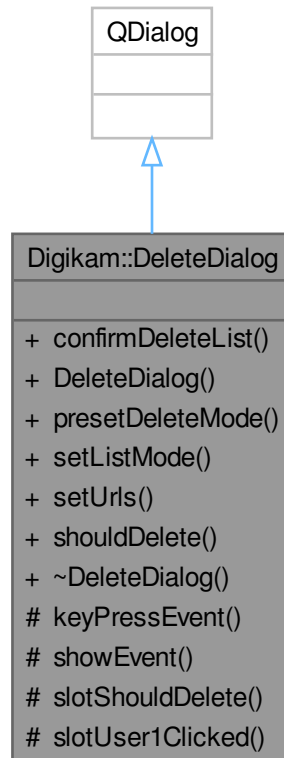 QDialog
Digikam::DeleteDialog
+ confirmDeleteList()
+ DeleteDialog()
+ presetDeleteMode()
+ setListMode()
+ setUrls()
+ shouldDelete()
+ ~DeleteDialog()
# keyPressEvent()
# showEvent()
# slotShouldDelete()
# slotUser1Clicked()